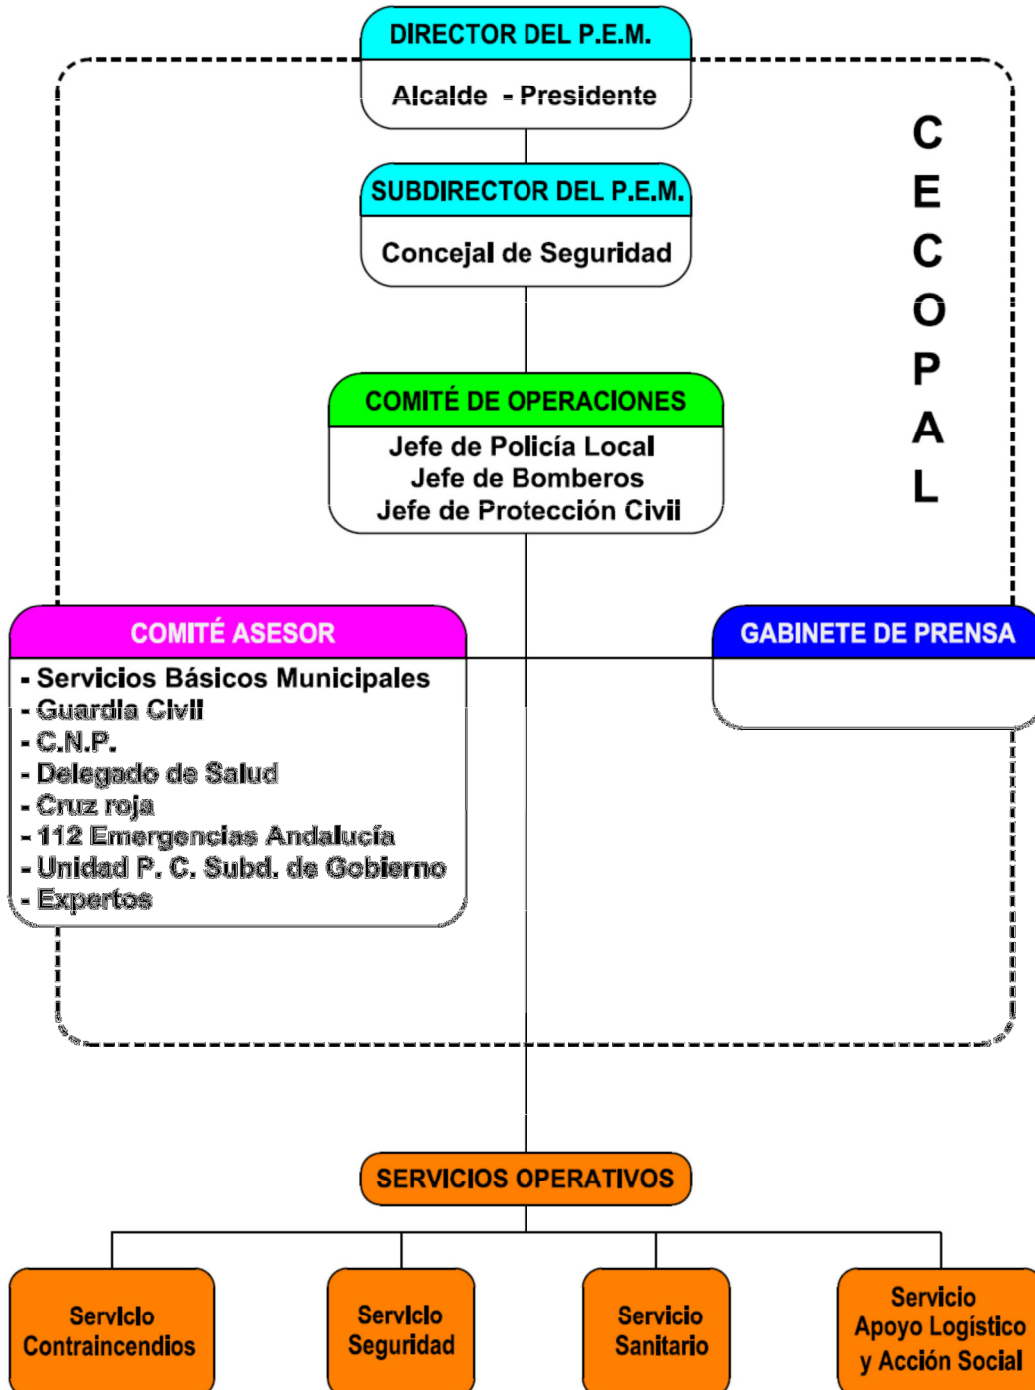 DIRECTOR DEL P.E.M.
Alcalde - Presidente
SUBDIRECTOR DEL P.E.M.
Concejal de Seguridad
C
E
C
O
P
A
L
COMITÉ DE OPERACIONES
Jefe de Policía Local
Jefe de Bomberos
Jefe de Protección Civil
COMITÉ ASESOR
- Servicios Básicos Municipales
- Guardia Civil
- C.N.P.
- Delegado de Salud
- Cruz roja
- 112 Emergencias Andalucía
- Unidad P. C. Subd. de Gobierno
- Expertos
GABINETE DE PRENSA
SERVICIOS OPERATIVOS
Servicio
Contraincendios
Servicio
Seguridad
Servicio
Sanitario
Servicio
Apoyo Logístico
y Acción Social